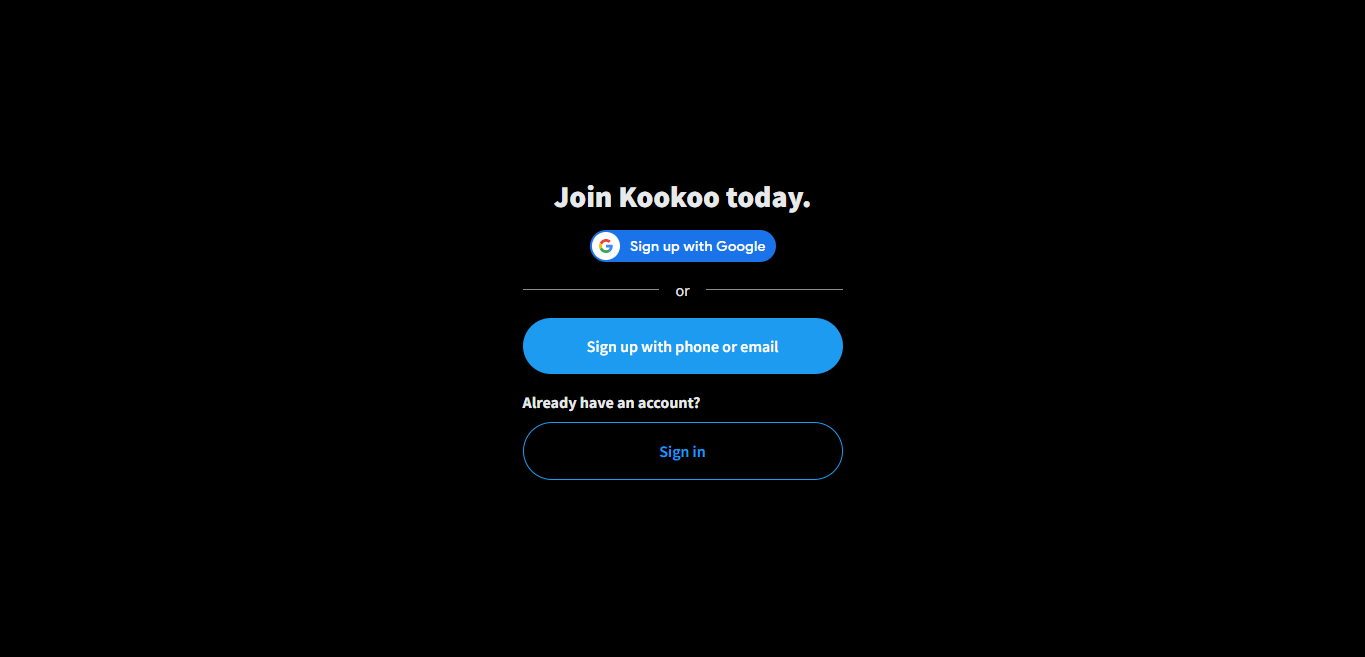 Join Kookoo today.
Sign up with Google
or
Sign up with phone or email
Already have an account?
Sign in